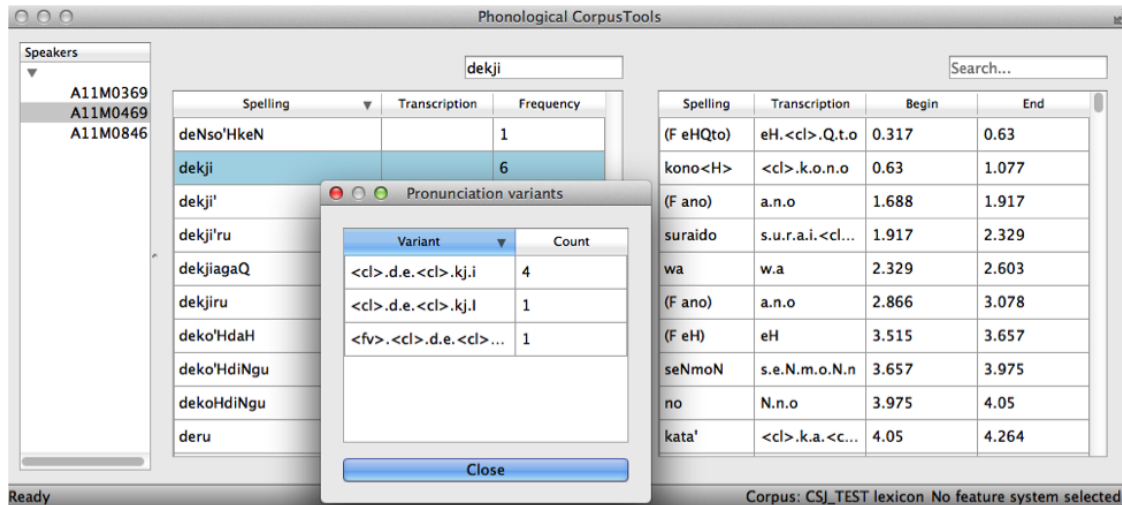 Phonological CorpusTools
Speakers
A11M0369
A11M0469
A11M0846
dekji
Spelling Transcription Frequency
deNso'HkeN 1
dekji 6
dekji'
dekji'ru
dekjiagaQ
dekjiru
deko'HdaH
deko'HdiNgu
dekoHdiNgu
deru
Pronunciation variants
Variant Count
<cl>.d.e.<cl>.kj.i 4
<cl>.d.e.<cl>.kj.I 1
<fv>.<cl>.d.e.<cl>... 1
Close
Search...
Spelling Transcription Begin End
(F eHQto) eH.<cl>.Q.t.o 0.317 0.63
kono<H> <cl>.k.o.n.o 0.63 1.077
(F ano) a.n.o 1.688 1.917
suraido s.u.r.a.i.<cl... 1.917 2.329
wa w.a 2.329 2.603
(F ano) a.n.o 2.866 3.078
(F eH) eH 3.515 3.657
seNmoN s.e.N.m.o.N.n 3.657 3.975
no N.n.o 3.975 4.05
kata' <cl>.k.a.<c... 4.05 4.264
Ready
Corpus: CSJ_TEST lexicon No feature system selected